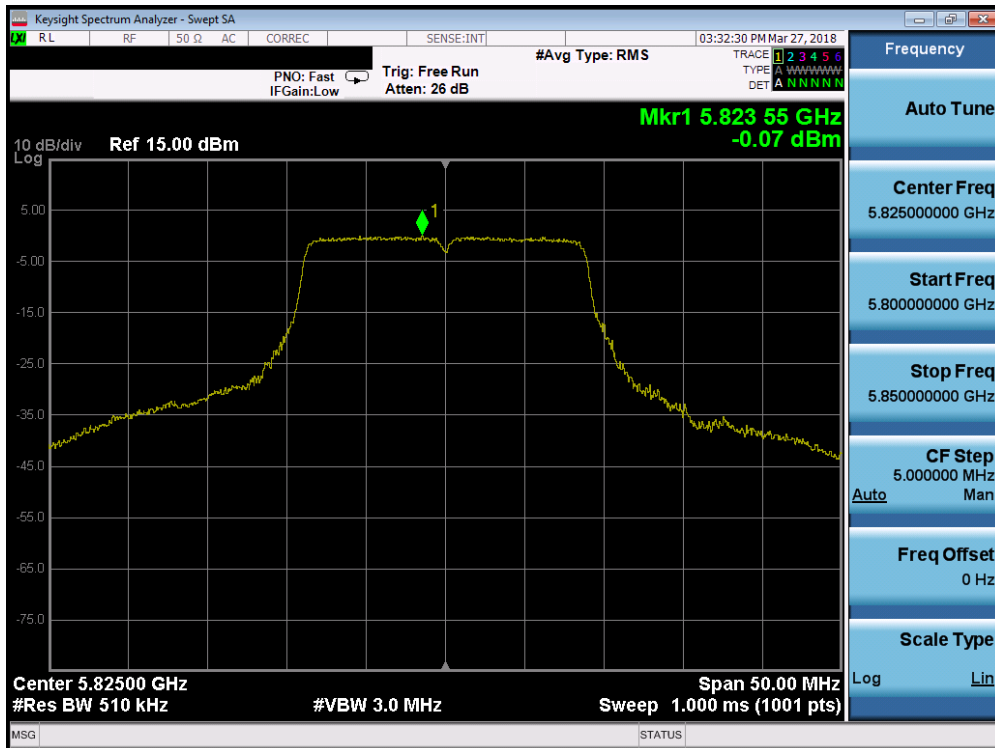 Keysight Spectrum Analyzer - Swept SA
LXI RL RF 50 Ω AC CORREC SENSE:INT 03:32:30 PM Mar 27, 2018
#Avg Type: RMS TRACE 1 2 3 4 5 6
PNO: Fast Trig: Free Run TYPE A WWWWW
IFGain:Low Atten: 26 dB DET A N N N N N
Mkr1 5.823 55 GHz
-0.07 dBm
10 dB/div Ref 15.00 dBm
Log
1
5.00
-5.00
-15.0
-25.0
-35.0
-45.0
-55.0
-65.0
-75.0
Center 5.82500 GHz Span 50.00 MHz
#Res BW 510 kHz #VBW 3.0 MHz Sweep 1.000 ms (1001 pts)
MSG STATUS
Frequency
Auto Tune
Center Freq
5.825000000 GHz
Start Freq
5.800000000 GHz
Stop Freq
5.850000000 GHz
CF Step
5.000000 MHz
Auto Man
Freq Offset
0 Hz
Scale Type
Log Lin